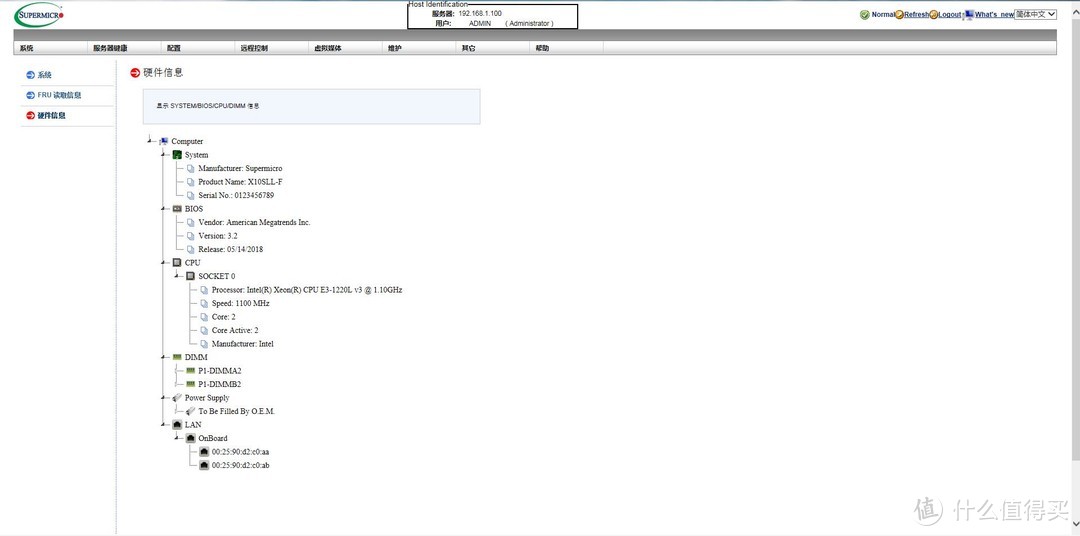 Host Identification
SUPERMICRO
服务器: 192.168.1.100
用户: ADMIN ( Administrator )
Normal Refresh Logout What's new 简体中文
系统 服务器健康 配置 远程控制 虚拟媒体 维护 其它 帮助
系统
FRU 读取信息
硬件信息
硬件信息
显示 SYSTEM/BIOS/CPU/DIMM 信息
Computer
System
Manufacturer: Supermicro
Product Name: X10SLL-F
Serial No.: 0123456789
BIOS
Vendor: American Megatrends Inc.
Version: 3.2
Release: 05/14/2018
CPU
SOCKET 0
Processor: Intel(R) Xeon(R) CPU E3-1220L v3 @ 1.10GHz
Speed: 1100 MHz
Core: 2
Core Active: 2
Manufacturer: Intel
DIMM
P1-DIMMA2
P1-DIMMB2
Power Supply
To Be Filled By O.E.M.
LAN
OnBoard
00:25:90:d2:c0:aa
00:25:90:d2:c0:ab
值 什么值得买